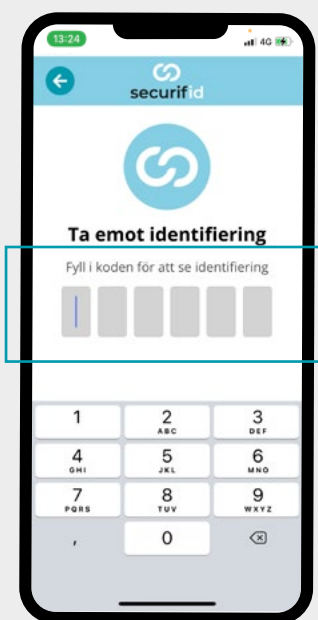 13:24
4G
securifid
Ta emot identifiering
Fyll i koden för att se identifiering
1 2 3
ABC DEF
4 5 6
GHI JKL MNO
7 8 9
PQRS TUV WXYZ
, 0